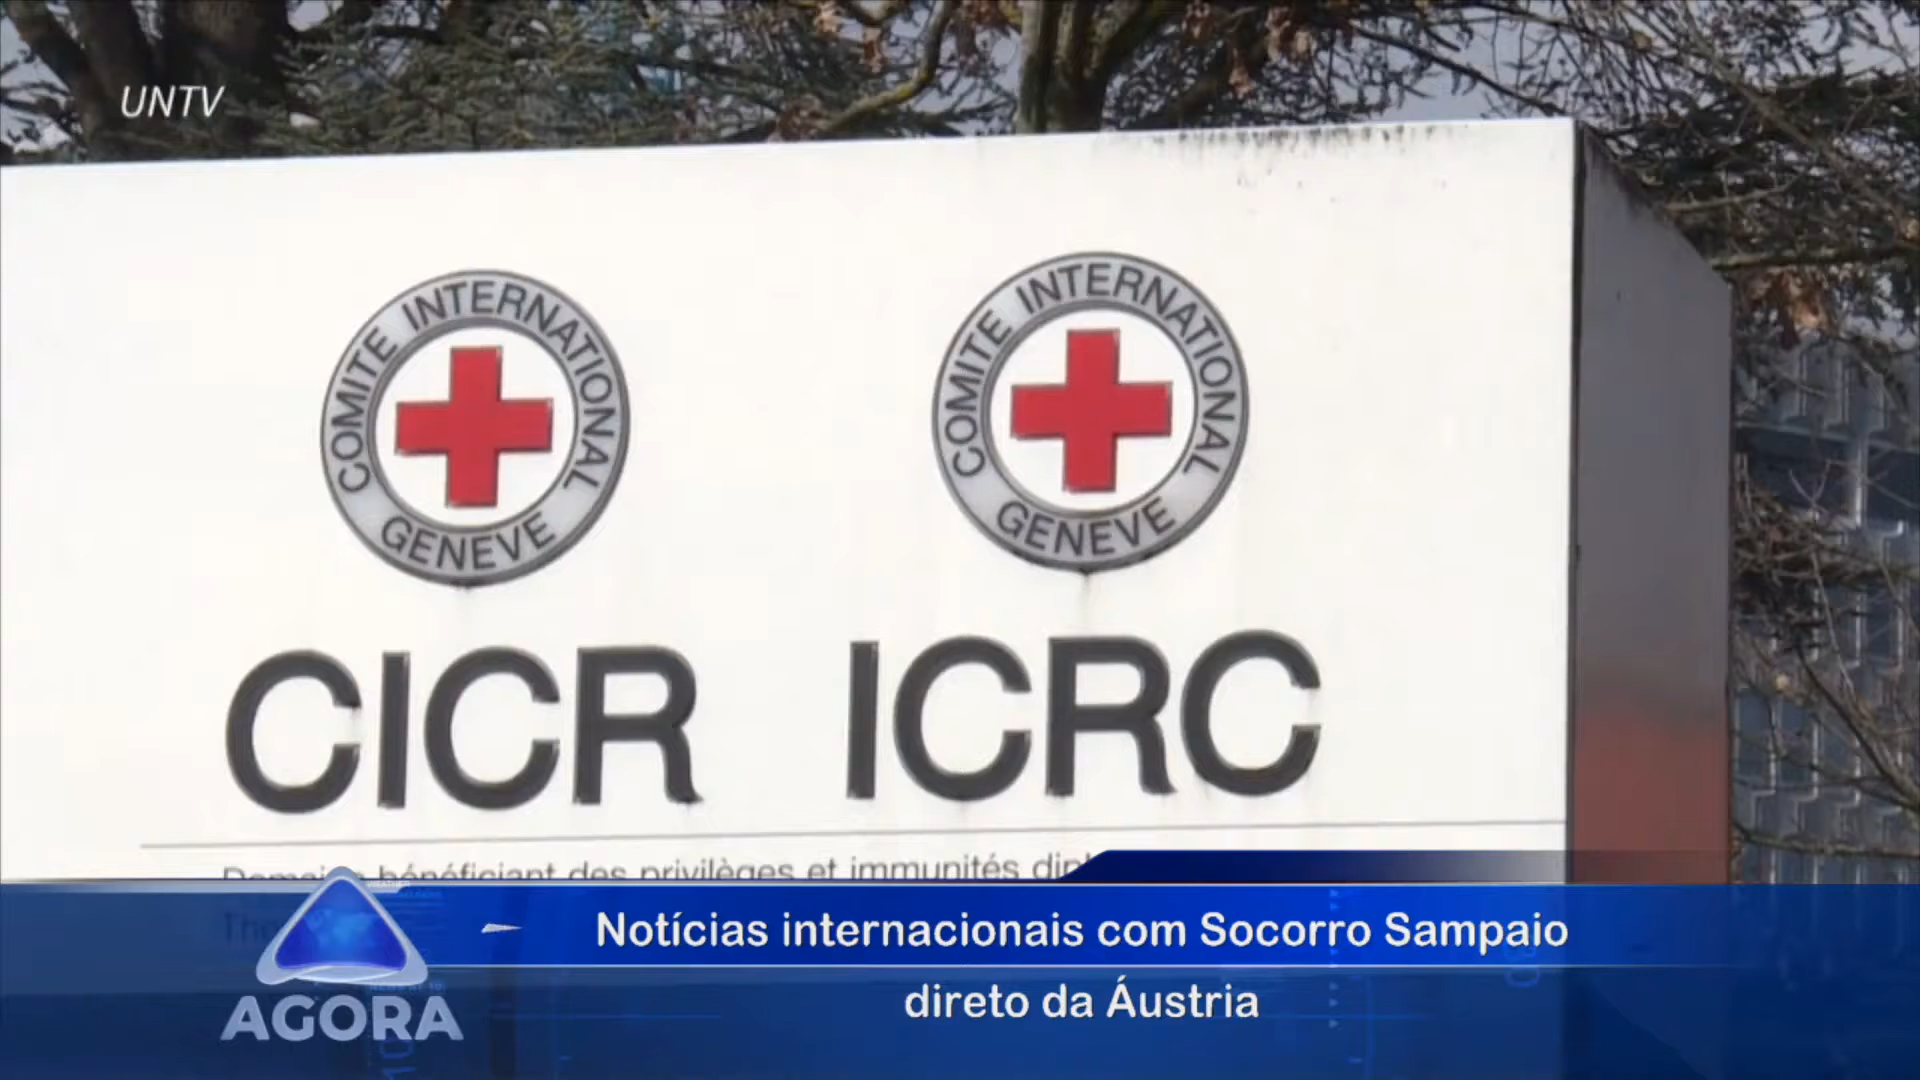 UNTV
COMITE INTERNATIONAL GENEVE
COMITE INTERNATIONAL GENEVE
CICR ICRC
bénéficiant des privilèges et immunités
Notícias internacionais com Socorro Sampaio
direto da Áustria
AGORA